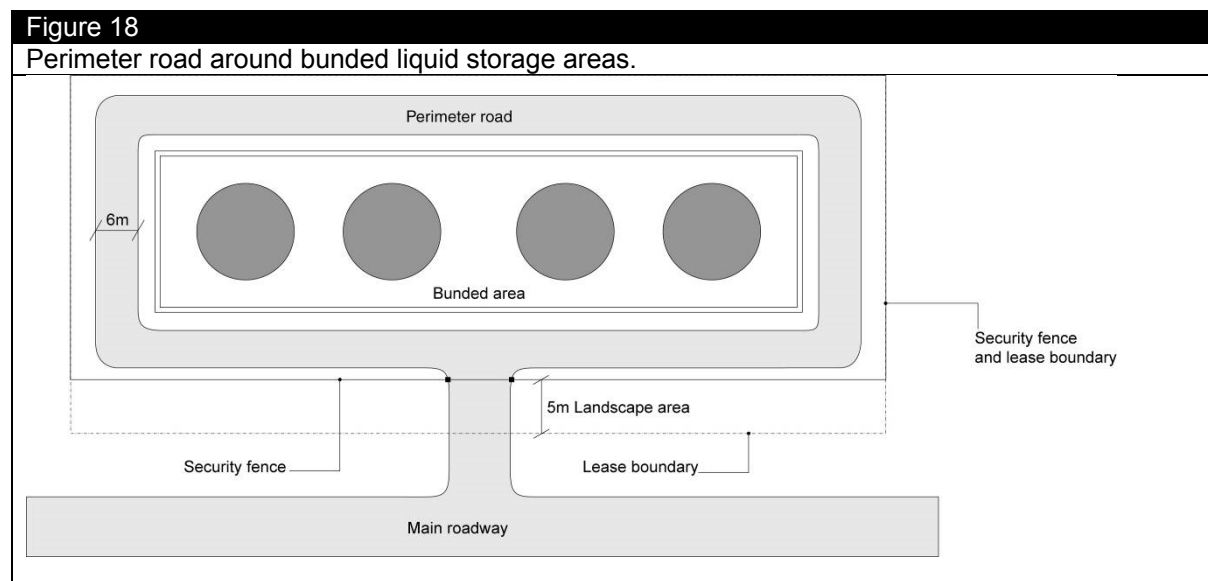 Figure 18
Perimeter road around bunded liquid storage areas.
Perimeter road
6m
Bunded area
Security fence
and lease boundary
5m Landscape area
Security fence
Lease boundary
Main roadway